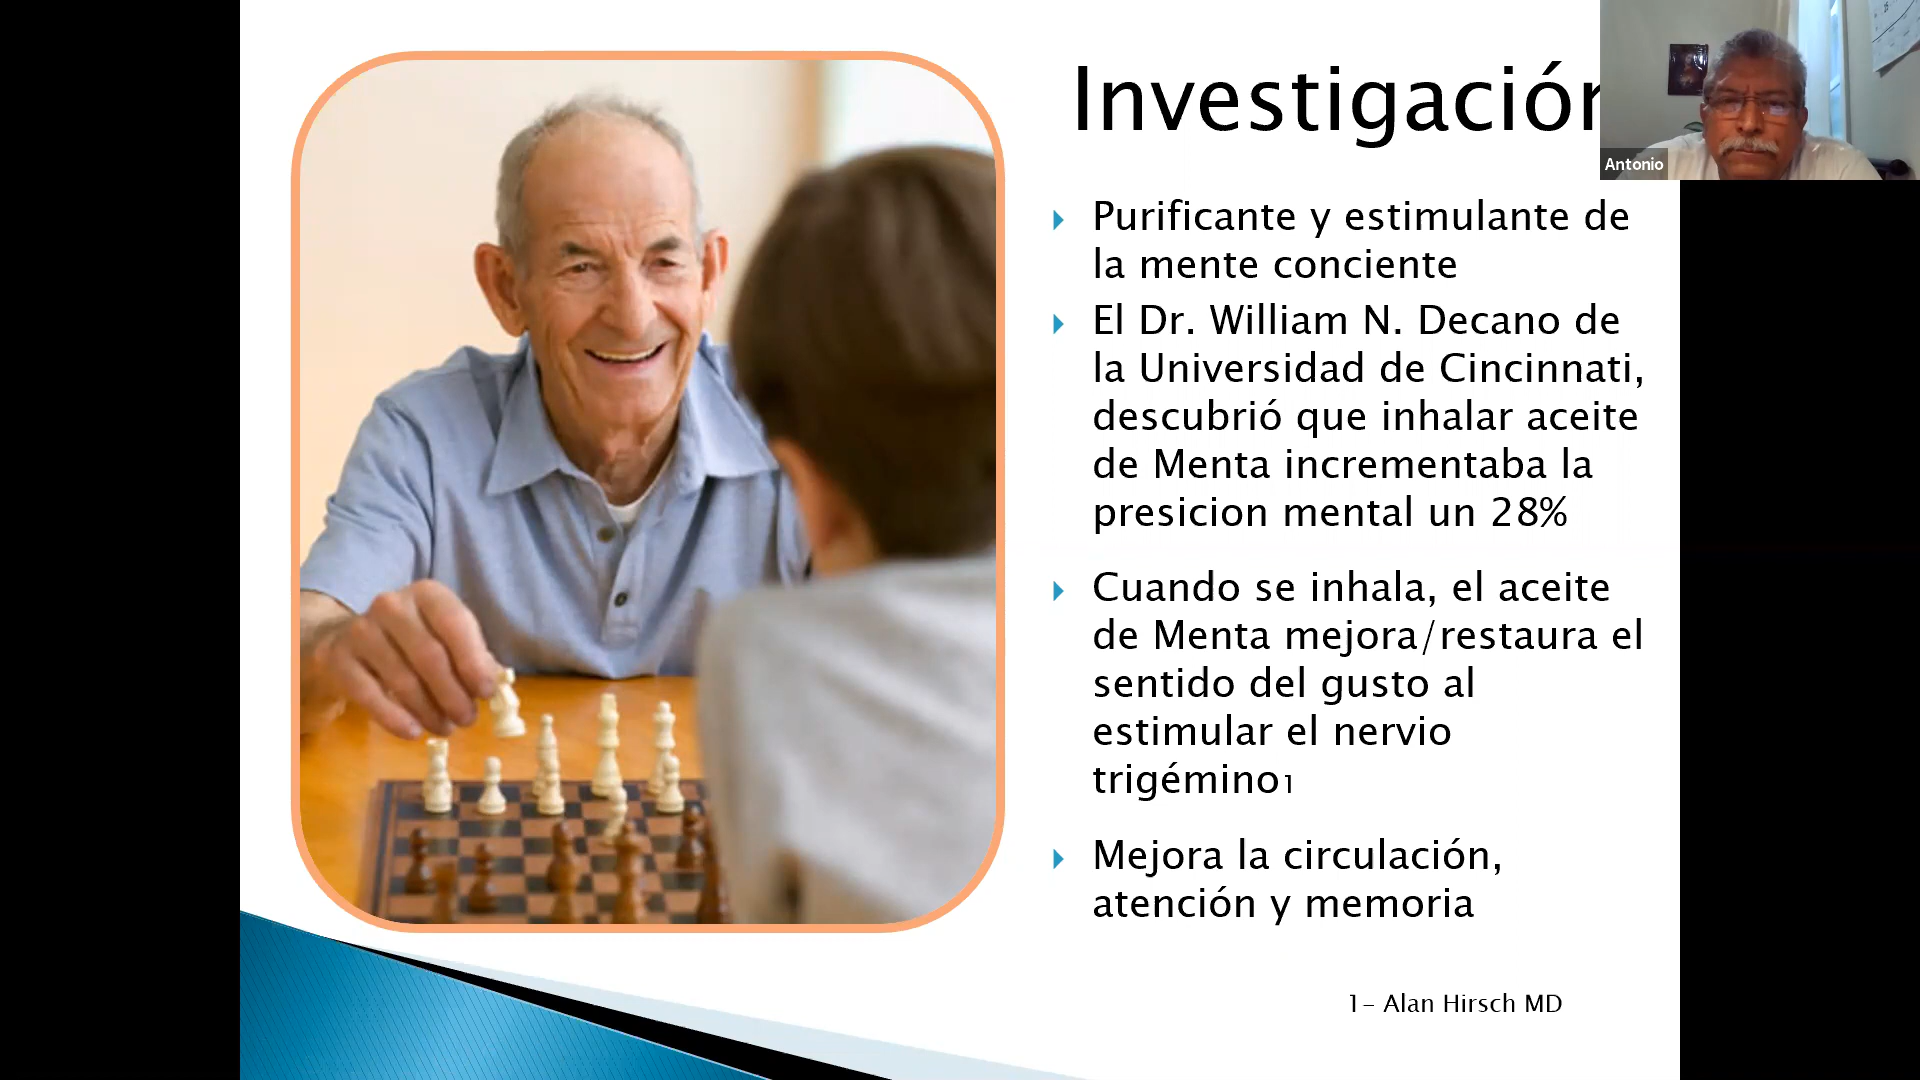 Investigación
Antonio
Purificante y estimulante de
la mente conciente
El Dr. William N. Decano de
la Universidad de Cincinnati,
descubrió que inhalar aceite
de Menta incrementaba la
presicion mental un 28%
Cuando se inhala, el aceite
de Menta mejora/restaura el
sentido del gusto al
estimular el nervio
trigémino1
Mejora la circulación,
atención y memoria
1- Alan Hirsch MD